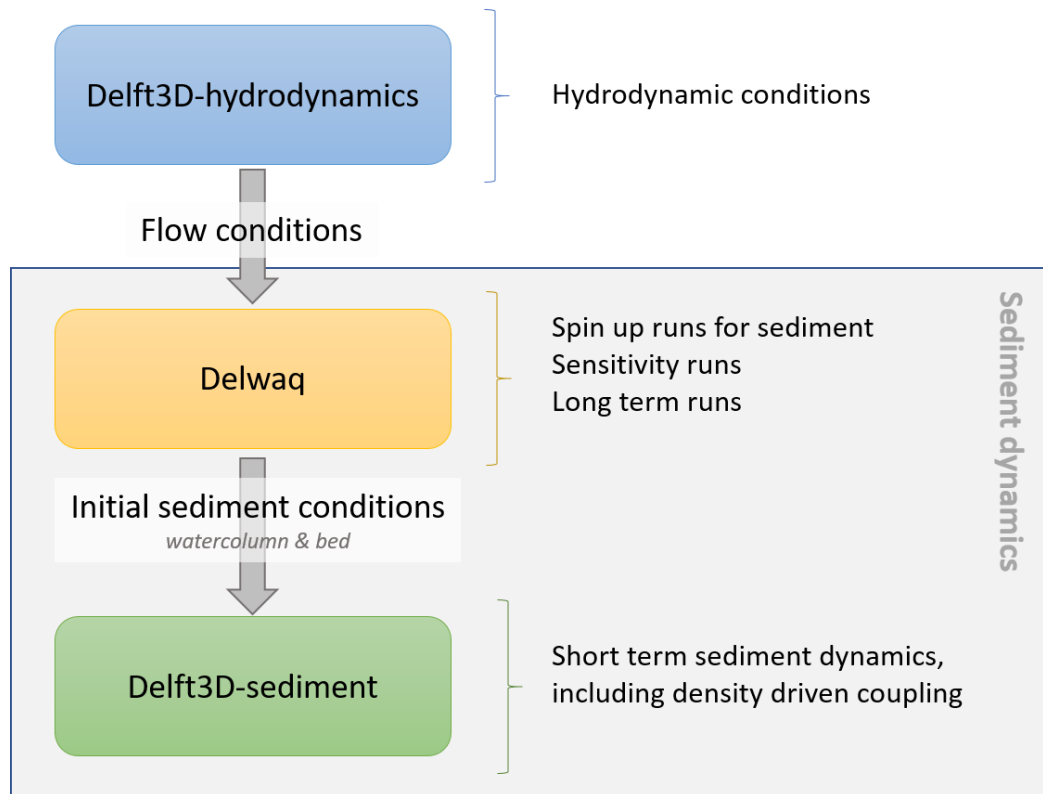 Delft3D-hydrodynamics
Hydrodynamic conditions
Flow conditions
Delwaq
Spin up runs for sediment
Sensitivity runs
Long term runs
Sediment dynamics
Initial sediment conditions
watercolumn & bed
Delft3D-sediment
Short term sediment dynamics,
including density driven coupling